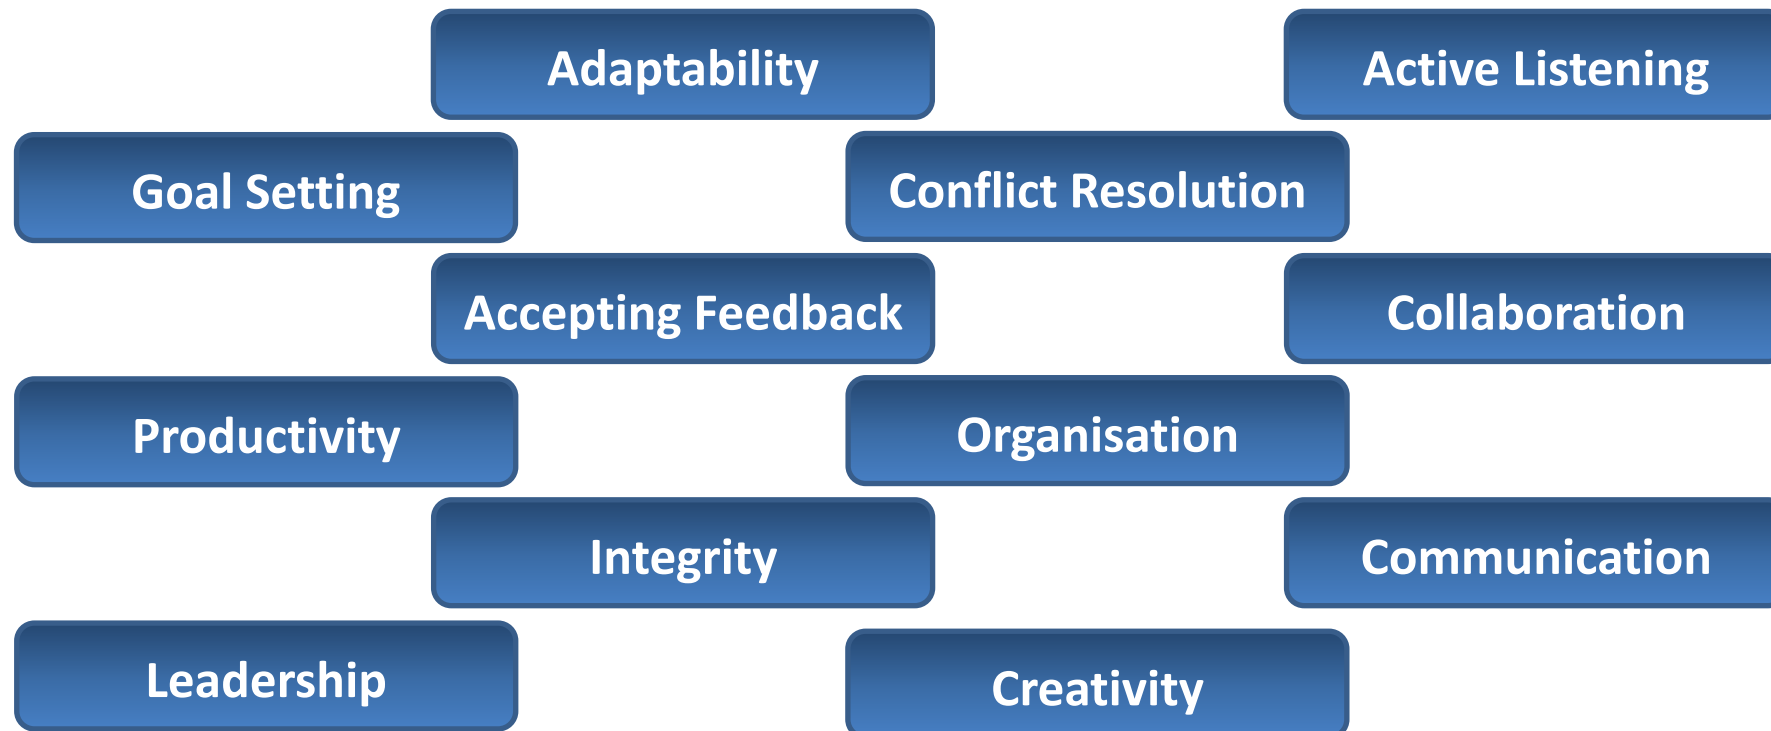 Adaptability
Active Listening
Goal Setting
Conflict Resolution
Accepting Feedback
Collaboration
Productivity
Organisation
Integrity
Communication
Leadership
Creativity